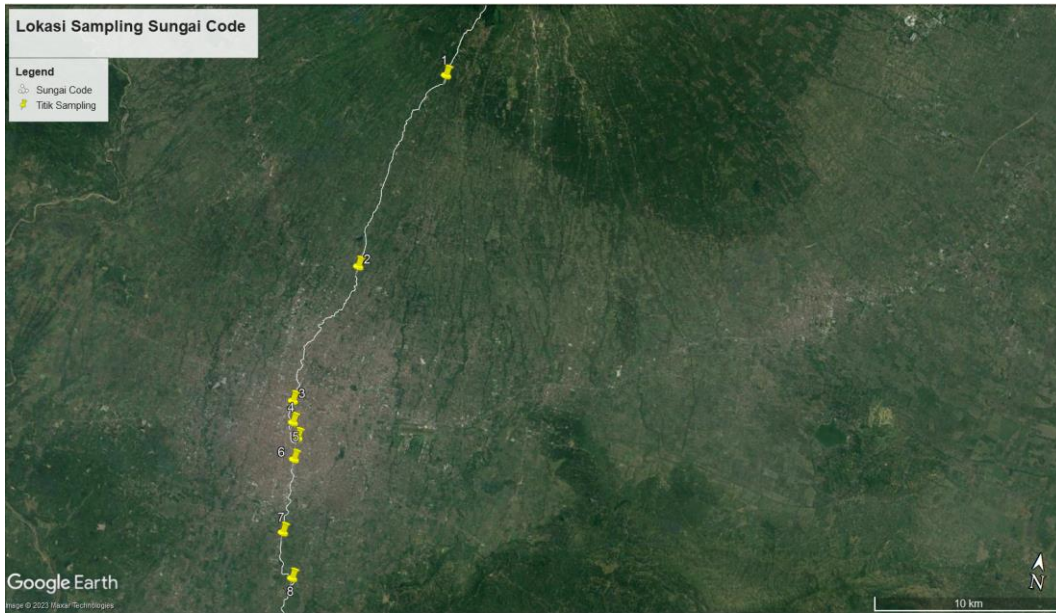 Lokasi Sampling Sungai Code
Legend
Sungai Code
Titik Sampling
1
2
3
4
5
6
7
8
Google Earth
Image © 2023 Maxar Technologies
10 km
N